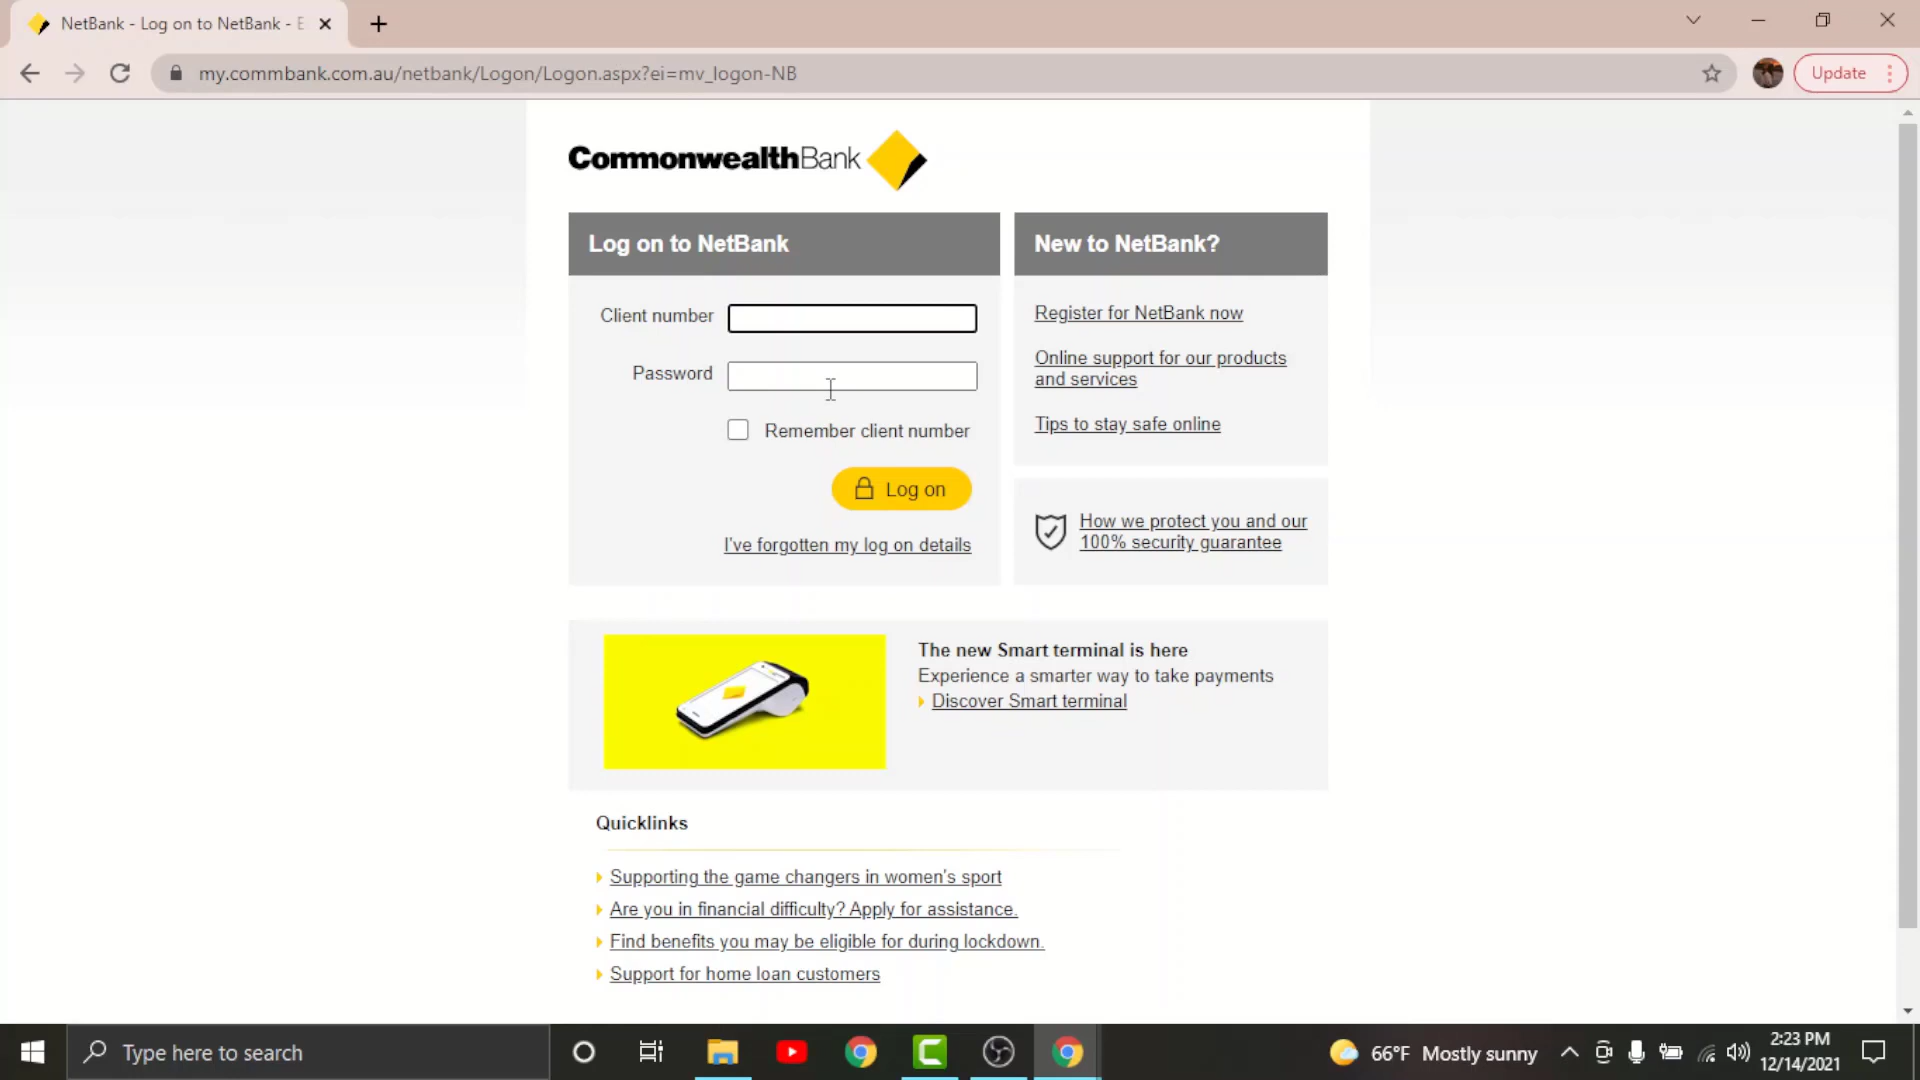 NetBank - Log on to NetBank - E
my.commbank.com.au/netbank/Logon/Logon.aspx?ei=mv_logon-NB
Update
CommonwealthBank
Log on to NetBank
Client number
Password
Remember client number
Log on
I've forgotten my log on details
New to NetBank?
Register for NetBank now
Online support for our products
and services
Tips to stay safe online
How we protect you and our
100% security guarantee
The new Smart terminal is here
Experience a smarter way to take payments
Discover Smart terminal
Quicklinks
Supporting the game changers in women's sport
Are you in financial difficulty? Apply for assistance.
Find benefits you may be eligible for during lockdown.
Support for home loan customers
Type here to search
66°F Mostly sunny
2:23 PM
12/14/2021